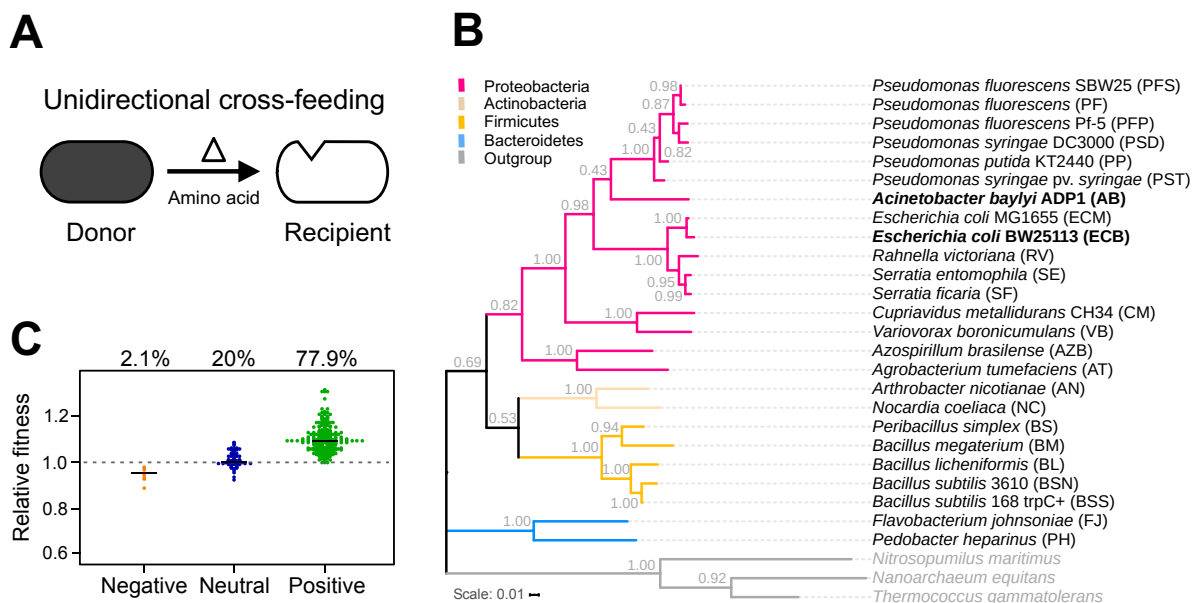 A
Unidirectional cross-feeding
Δ
Amino acid
Donor
Recipient
B
Proteobacteria
Actinobacteria
Firmicutes
Bacteroidetes
Outgroup
0.98
0.87
0.43
0.82
1.00
0.43
0.98
1.00
1.00
0.95
0.99
1.00
1.00
0.82
1.00
0.69
1.00
0.53
0.94
1.00
1.00
1.00
1.00
1.00
0.92
Scale: 0.01
Pseudomonas fluorescens SBW25 (PFS)
Pseudomonas fluorescens (PF)
Pseudomonas fluorescens Pf-5 (PFP)
Pseudomonas syringae DC3000 (PSD)
Pseudomonas putida KT2440 (PP)
Pseudomonas syringae pv. syringae (PST)
Acinetobacter baylyi ADP1 (AB)
Escherichia coli MG1655 (ECM)
Escherichia coli BW25113 (ECB)
Rahnella victoriana (RV)
Serratia entomophila (SE)
Serratia ficaria (SF)
Cupriavidus metallidurans CH34 (CM)
Variovorax boronicumulans (VB)
Azospirillum brasilense (AZB)
Agrobacterium tumefaciens (AT)
Arthrobacter nicotianae (AN)
Nocardia coeliaca (NC)
Peribacillus simplex (BS)
Bacillus megaterium (BM)
Bacillus licheniformis (BL)
Bacillus subtilis 3610 (BSN)
Bacillus subtilis 168 trpC+ (BSS)
Flavobacterium johnsoniae (FJ)
Pedobacter heparinus (PH)
Nitrosopumilus maritimus
Nanoarchaeum equitans
Thermococcus gammatolerans
C
2.1% 20% 77.9%
Relative fitness
1.2
1.0
0.8
0.6
Negative Neutral Positive